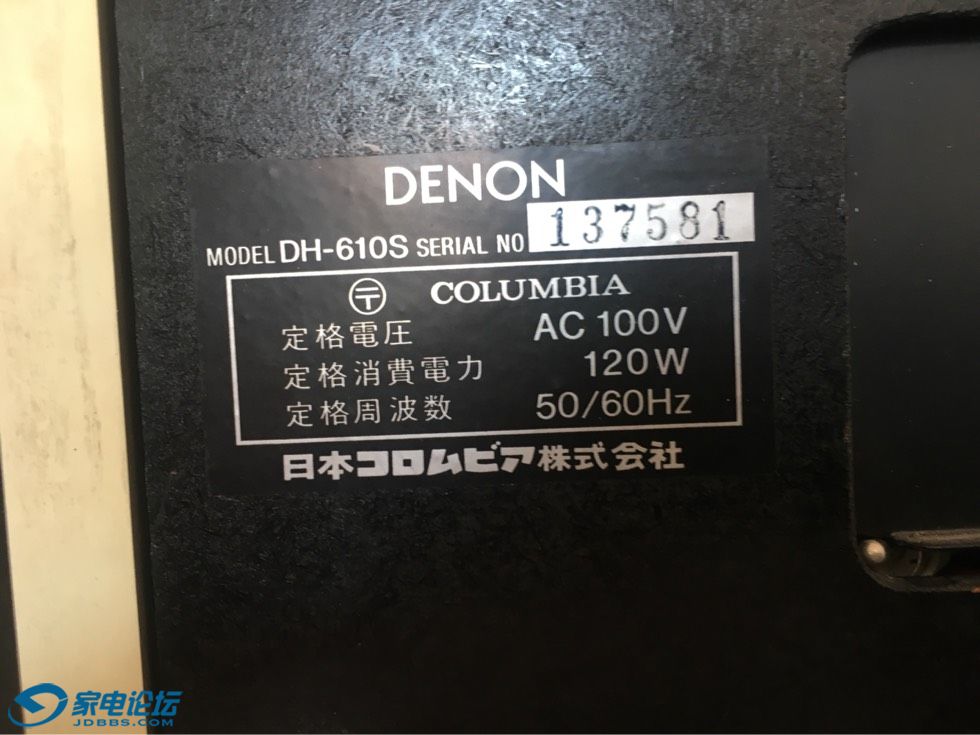 DENON
MODEL DH-610S SERIAL NO 137581
〶 COLUMBIA
定格電圧 AC 100V
定格消費電力 120W
定格周波数 50/60Hz
日本コロムビア株式会社
家电论坛
JDBBS.COM